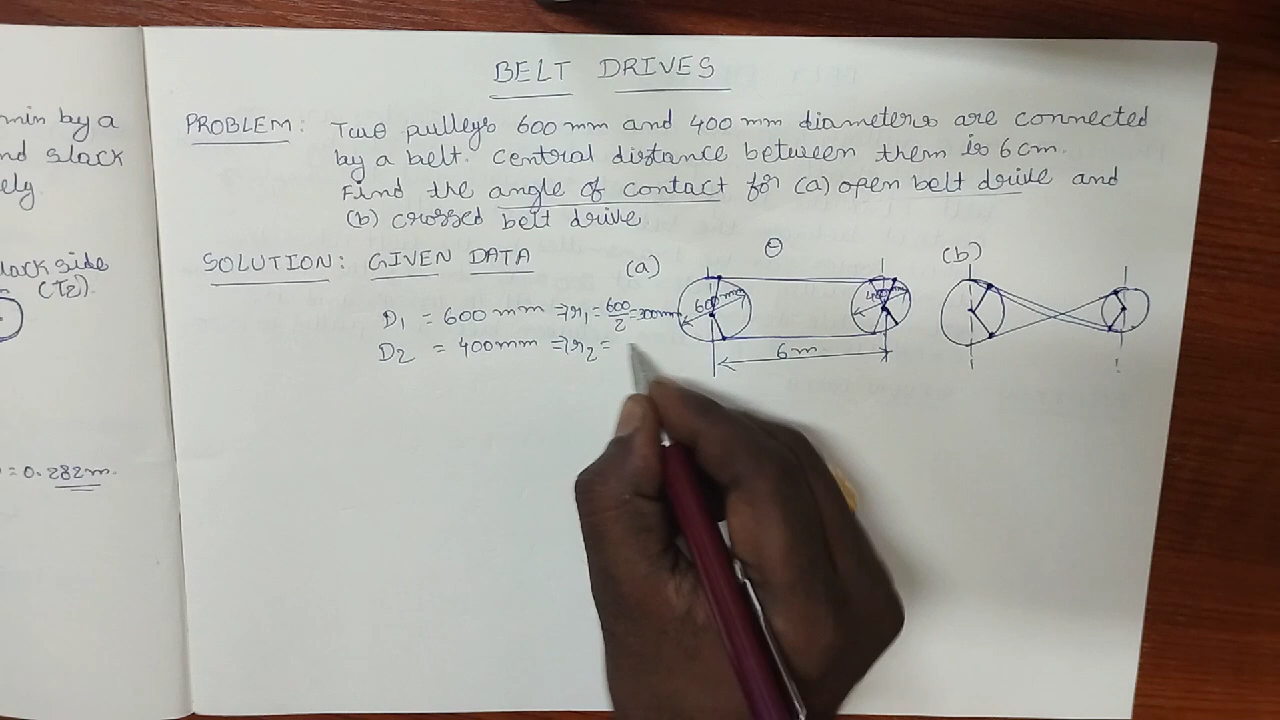 BELT DRIVES
min by a
nd slack
ely.
lack side
(T2).
= 0.282m.
PROBLEM: Two pulleys 600 mm and 400 mm diameters are connected
by a belt. central distance between them is 6 cm.
Find the angle of contact for (a) open belt drive and
(b) crossed belt drive
SOLUTION: GIVEN DATA
D1 = 600 mm ⇒ r1 = 600/2 = 300mm
D2 = 400mm ⇒ r2 =
(a)
θ
600 mm
400 mm
6 m
(b)